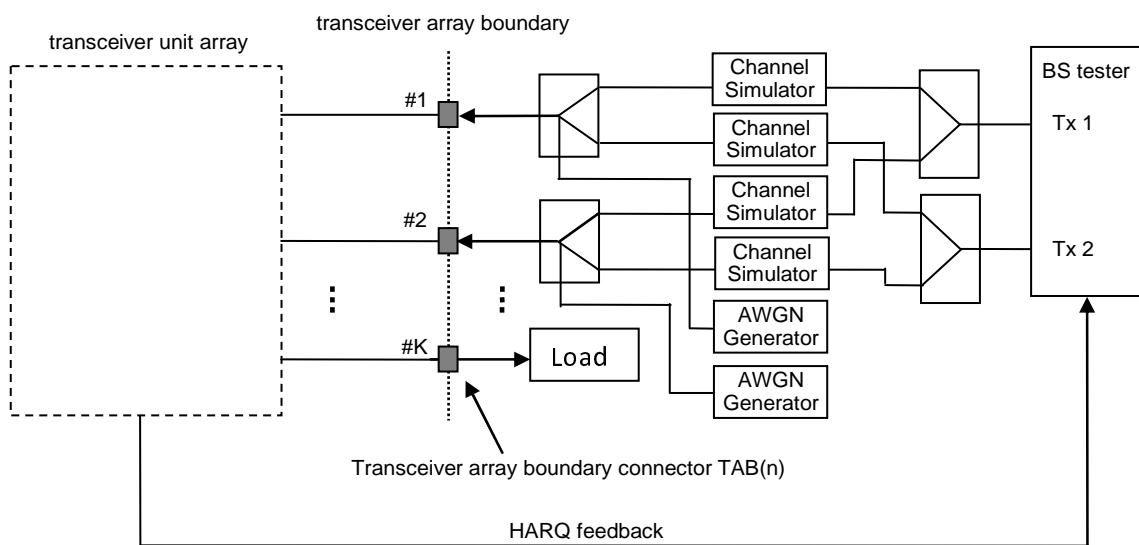 transceiver array boundary
transceiver unit array
Channel
Simulator
BS tester
#1
Tx 1
Channel
Simulator
Channel
Simulator
#2
Tx 2
Channel
Simulator
AWGN
Generator
#K
Load
AWGN
Generator
Transceiver array boundary connector TAB(n)
HARQ feedback